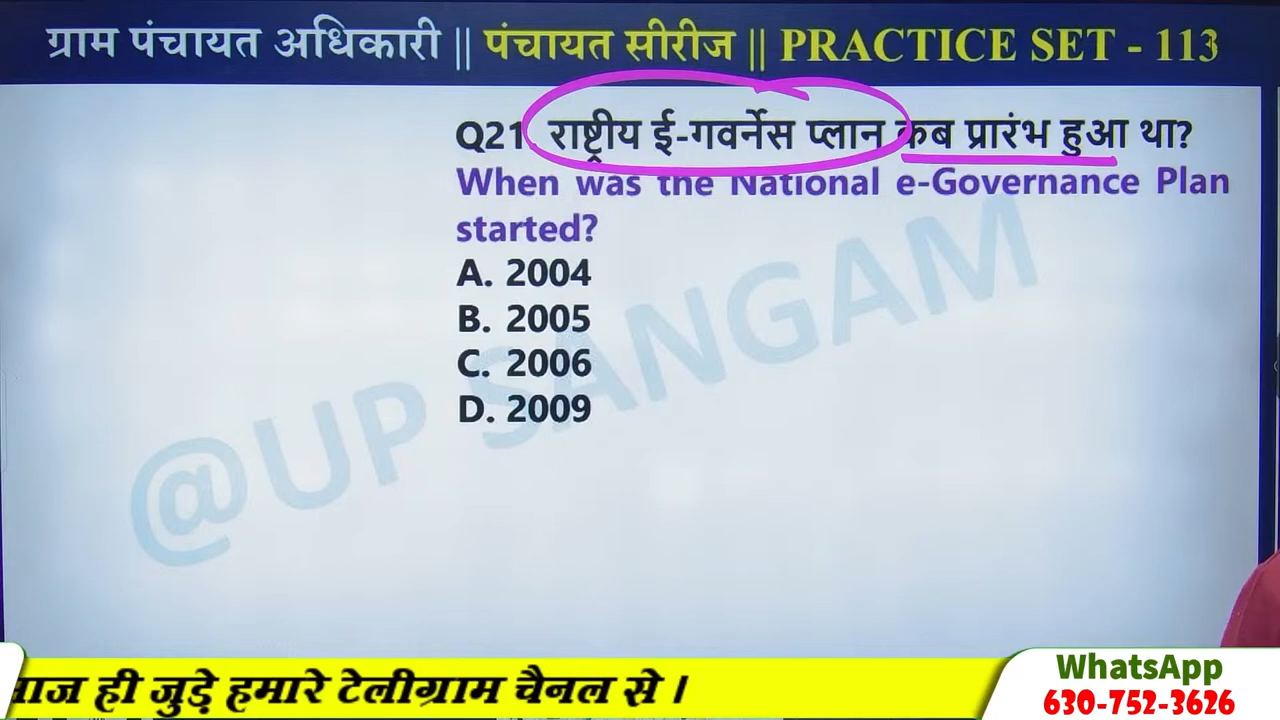 ग्राम पंचायत अधिकारी || पंचायत सीरीज || PRACTICE SET - 113
Q21. राष्ट्रीय ई-गवर्नेस प्लान कब प्रारंभ हुआ था?
When was the National e-Governance Plan
started?
A. 2004
B. 2005
C. 2006
D. 2009
@UP SANGAM
ही जुड़े हमारे टेलीग्राम चैनल से ।
WhatsApp
630-752-3626